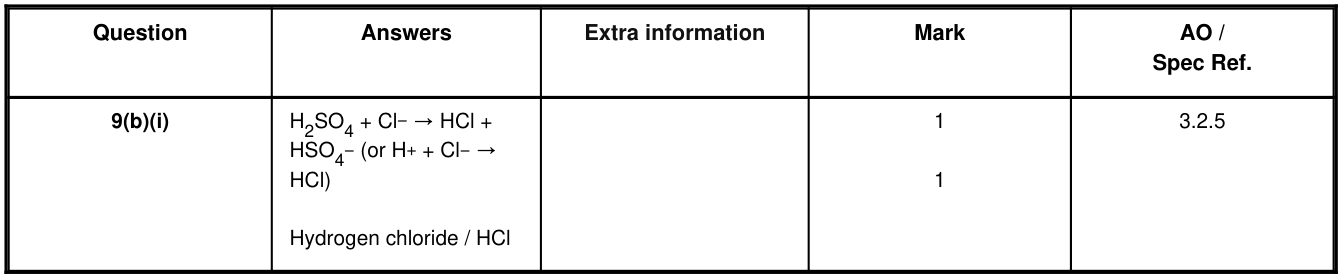 Question Answers Extra information Mark AO /
Spec Ref.
9(b)(i) H₂SO₄ + Cl− → HCl + 1 3.2.5
HSO₄− (or H+ + Cl− →
HCl) 1
Hydrogen chloride / HCl